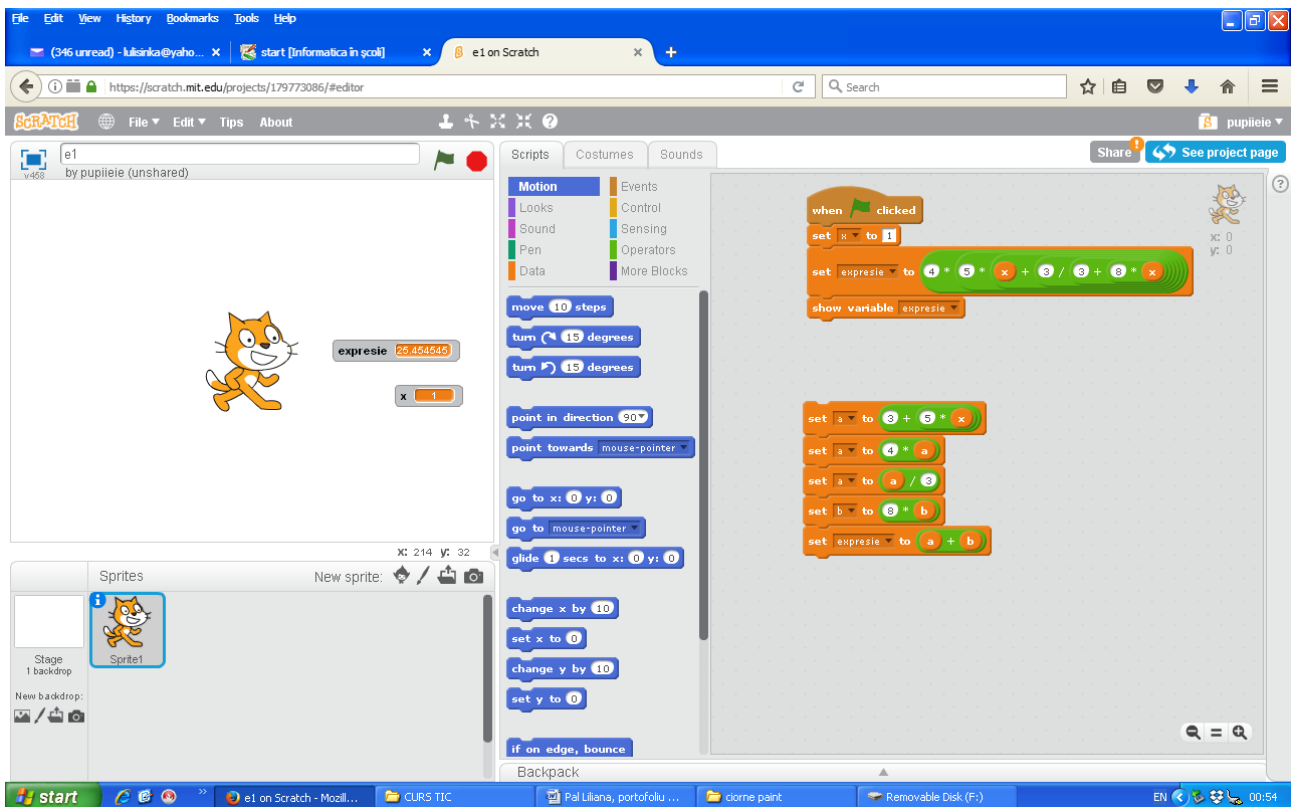 File Edit View History Bookmarks Tools Help
(346 unread) - lulisinka@yaho... × start [Informatica în școli] × e1 on Scratch × +
https://scratch.mit.edu/projects/179773086/#editor Search
SCRATCH File Edit Tips About pupiieie
v458 e1
by pupiieie (unshared)
Scripts Costumes Sounds Share ! See project page
Motion Events
Looks Control
Sound Sensing
Pen Operators
Data More Blocks
move 10 steps
turn 15 degrees
turn 15 degrees
point in direction 90
point towards mouse-pointer
go to x: 0 y: 0
go to mouse-pointer
glide 1 secs to x: 0 y: 0
change x by 10
set x to 0
change y by 10
set y to 0
if on edge, bounce
when clicked
set x to 1
set expresie to 4 * 5 * x + 3 / 3 + 8 * x
show variable expresie
set a to 3 + 5 * x
set a to 4 * a
set a to a / 3
set b to 8 * b
set expresie to a + b
x: 0
y: 0
?
expresie 25.454545
x 1
X: 214 Y: 32
Sprites New sprite:
Stage
1 backdrop
New backdrop:
Sprite1
Backpack
start e1 on Scratch - Mozill... CURS TIC Pal Liliana, portofoliu ... ciorne paint Removable Disk (F:) EN 00:54